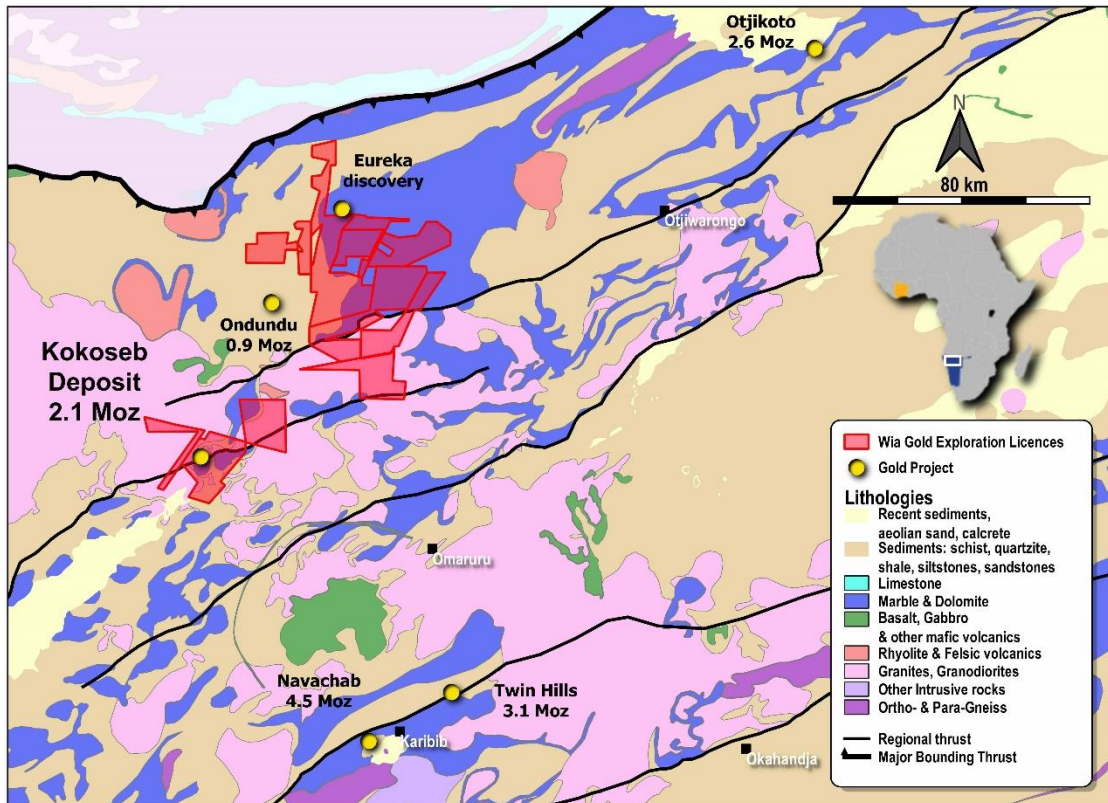 Otjikoto
2.6 Moz
N
80 km
Eureka
discovery
Otjiwarongo
Ondundu
0.9 Moz
Kokoseb
Deposit
2.1 Moz
Omaruru
Navachab
4.5 Moz
Twin Hills
3.1 Moz
Karibib
Okahandja
Wia Gold Exploration Licences
Gold Project
Lithologies
Recent sediments,
aeolian sand, calcrete
Sediments: schist, quartzite,
shale, siltstones, sandstones
Limestone
Marble & Dolomite
Basalt, Gabbro
& other mafic volcanics
Rhyolite & Felsic volcanics
Granites, Granodiorites
Other Intrusive rocks
Ortho- & Para-Gneiss
Regional thrust
Major Bounding Thrust